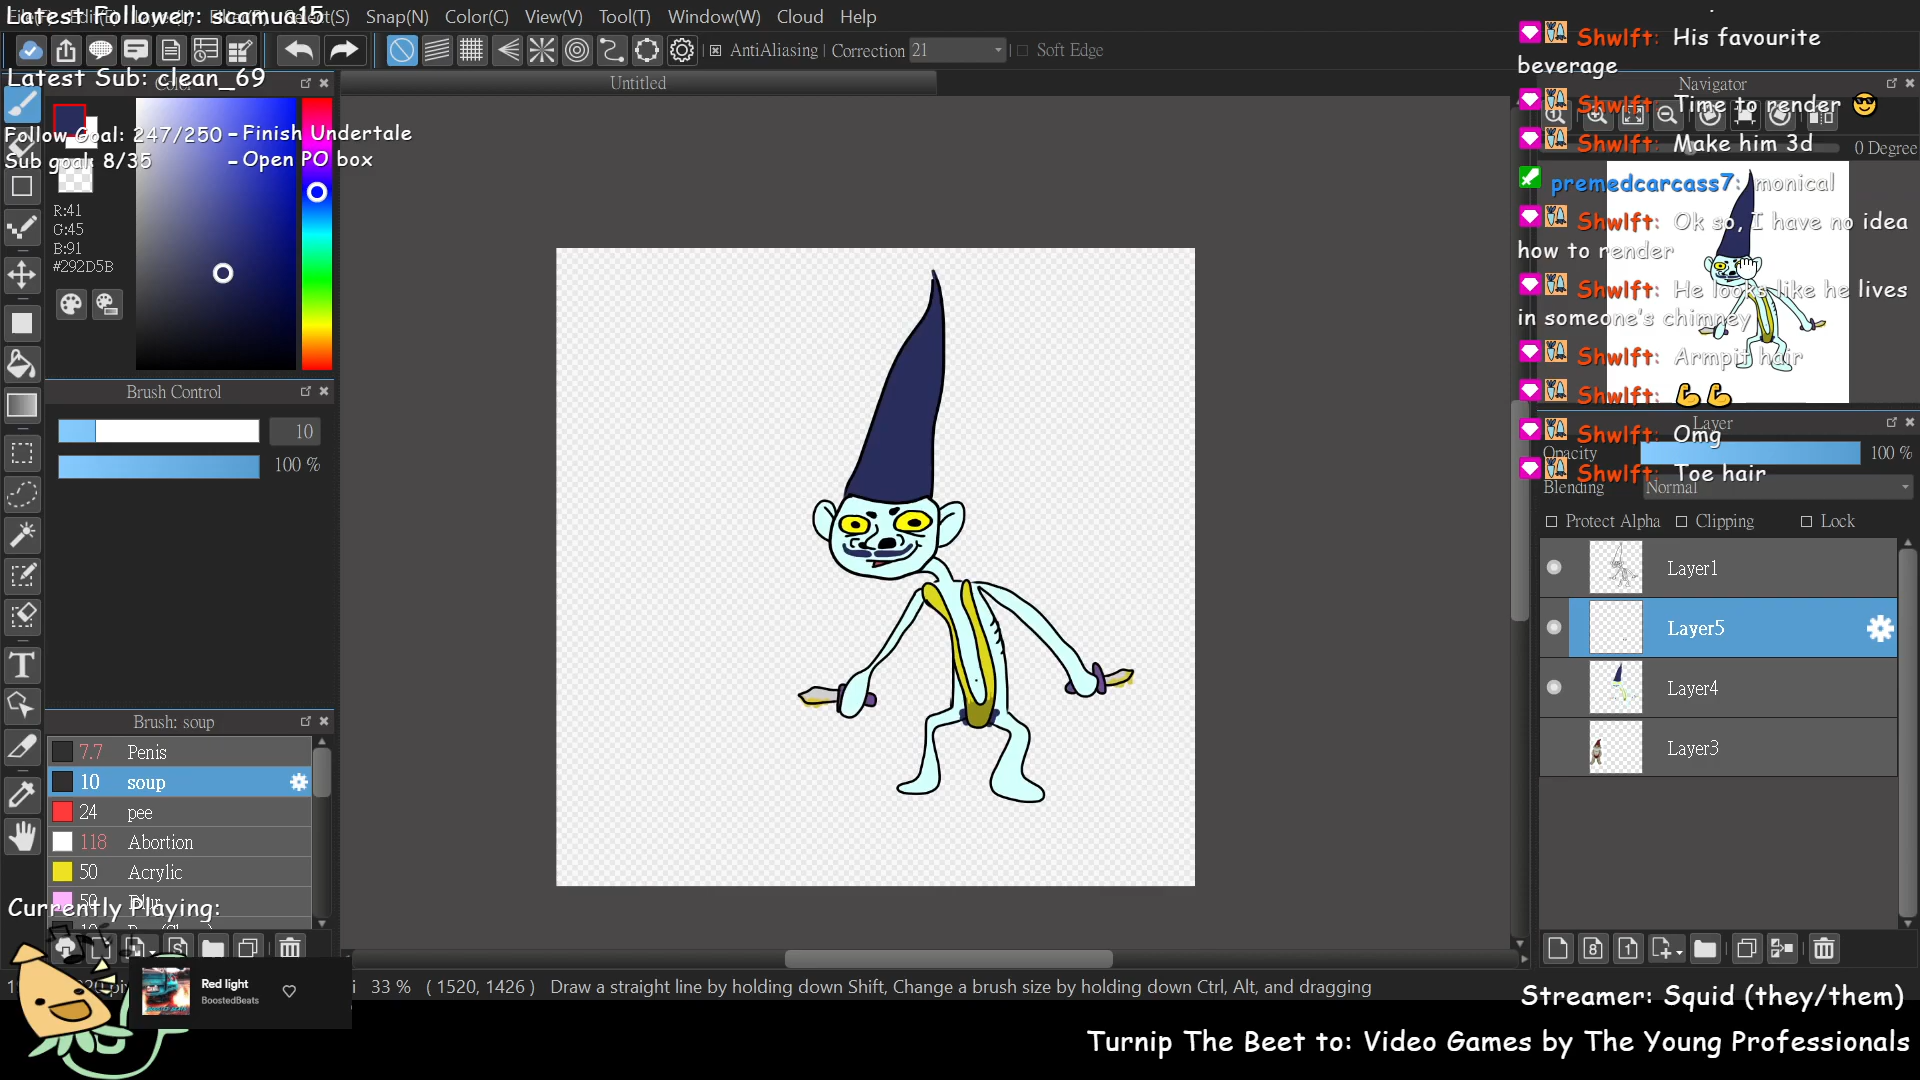 Latest Follower: scamus15
Select(S) Snap(N) Color(C) View(V) Tool(T) Window(W) Cloud Help
AntiAliasing Correction 21 Soft Edge
Latest Sub: clean_69
Color
Untitled
Follow Goal: 247/250 - Finish Undertale
Sub goal: 8/35 - Open PO box
R:41
G:45
B:91
#292D5B
Brush Control
10
100 %
Brush: soup
7.7 Penis
10 soup
24 pee
118 Abortion
50 Acrylic
50 Blur
Currently Playing:
Red light
BoostedBeats
33 % ( 1520, 1426 ) Draw a straight line by holding down Shift, Change a brush size by holding down Ctrl, Alt, and dragging
Shwlft: His favourite
beverage
Navigator
Shwlft: Time to render
Shwlft: Make him 3d
0 Degree
premedcarcass7: monical
Shwlft: Ok so, I have no idea
how to render
Shwlft: He looks like he lives
in someone's chimney
Shwlft: Armpit hair
Shwlft:
Layer
Shwlft: Omg
Opacity 100 %
Shwlft: Toe hair
Blending Normal
Protect Alpha Clipping Lock
Layer1
Layer5
Layer4
Layer3
Streamer: Squid (they/them)
Turnip The Beet to: Video Games by The Young Professionals